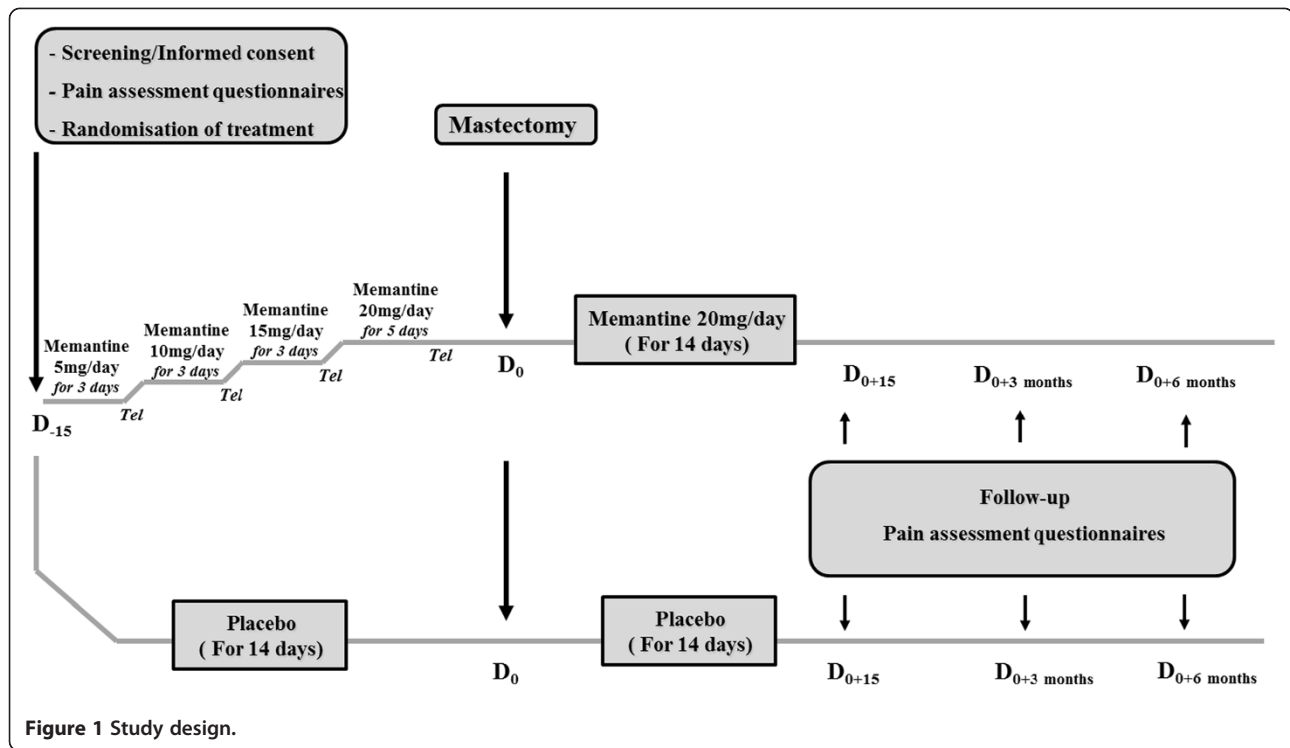 - Screening/Informed consent
- Pain assessment questionnaires
- Randomisation of treatment
Mastectomy
Memantine
5mg/day
for 3 days
Tel
Memantine
10mg/day
for 3 days
Tel
Memantine
15mg/day
for 3 days
Tel
Memantine
20mg/day
for 5 days
Tel
D-15
D0
Memantine 20mg/day
( For 14 days)
D0+15
D0+3 months
D0+6 months
Follow-up
Pain assessment questionnaires
Placebo
( For 14 days)
D0
Placebo
( For 14 days)
D0+15
D0+3 months
D0+6 months
Figure 1 Study design.